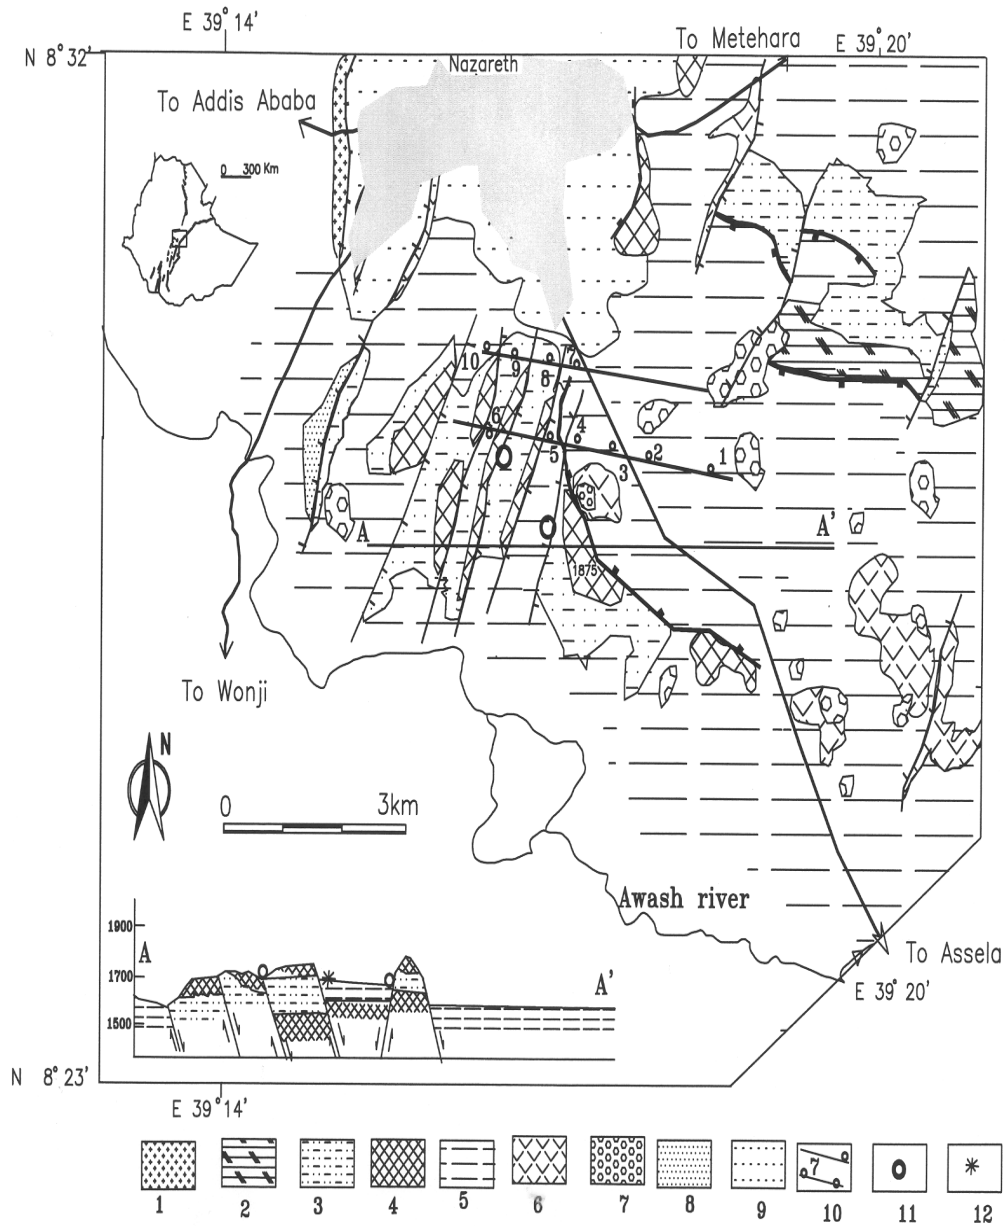 E 39°14'
To Metehara
E 39°20'
N 8°32'
Nazareth
To Addis Ababa
0 300 Km
10
9
8
7
6
5
4
3
2
1
A
A'
1875
To Wonji
N
0
3km
Awash river
To Assela
E 39°20'
1900
A
1700
A'
1500
N 8°23'
E 39°14'
7
1
2
3
4
5
6
7
8
9
10
11
12